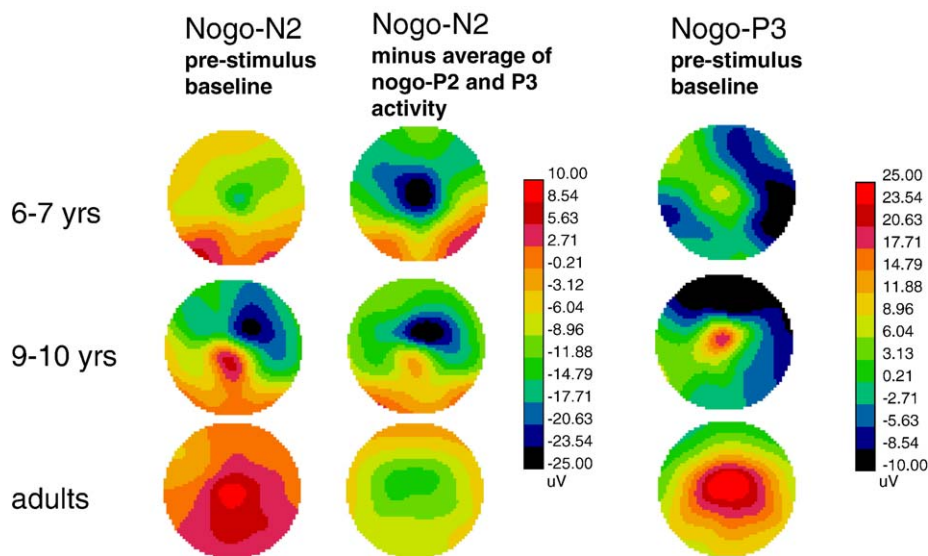 Nogo-N2
pre-stimulus
baseline
Nogo-N2
minus average of
nogo-P2 and P3
activity
Nogo-P3
pre-stimulus
baseline
6-7 yrs
9-10 yrs
adults
10.00
8.54
5.63
2.71
-0.21
-3.12
-6.04
-8.96
-11.88
-14.79
-17.71
-20.63
-23.54
-25.00
uV
25.00
23.54
20.63
17.71
14.79
11.88
8.96
6.04
3.13
0.21
-2.71
-5.63
-8.54
-10.00
uV